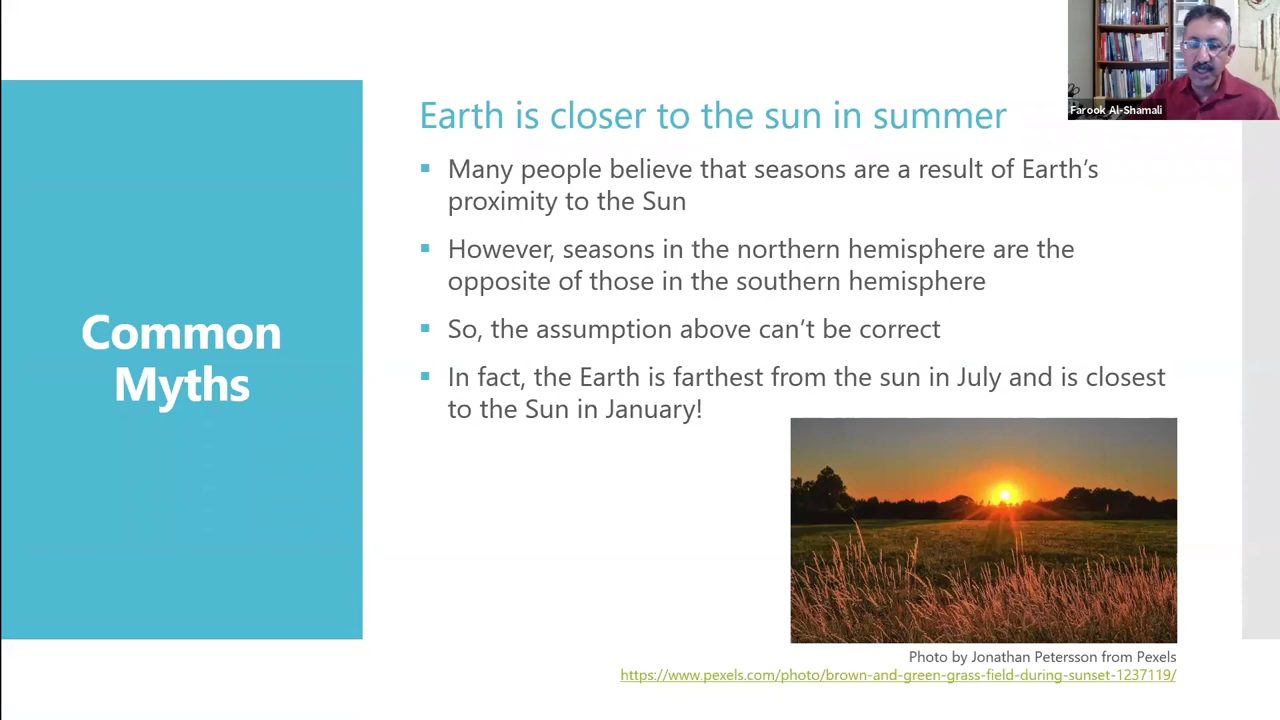 Farook Al-Shamali
Common
Myths
Earth is closer to the sun in summer
Many people believe that seasons are a result of Earth's
proximity to the Sun
However, seasons in the northern hemisphere are the
opposite of those in the southern hemisphere
So, the assumption above can't be correct
In fact, the Earth is farthest from the sun in July and is closest
to the Sun in January!
Photo by Jonathan Petersson from Pexels
https://www.pexels.com/photo/brown-and-green-grass-field-during-sunset-1237119/